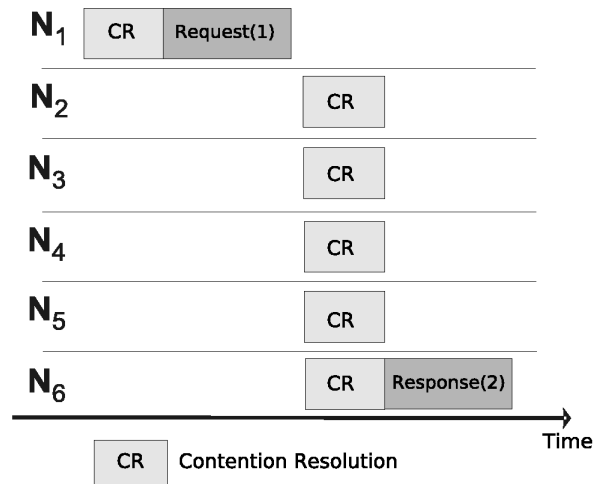 N1 CR Request(1)
N2 CR
N3 CR
N4 CR
N5 CR
N6 CR Response(2)
Time
CR Contention Resolution